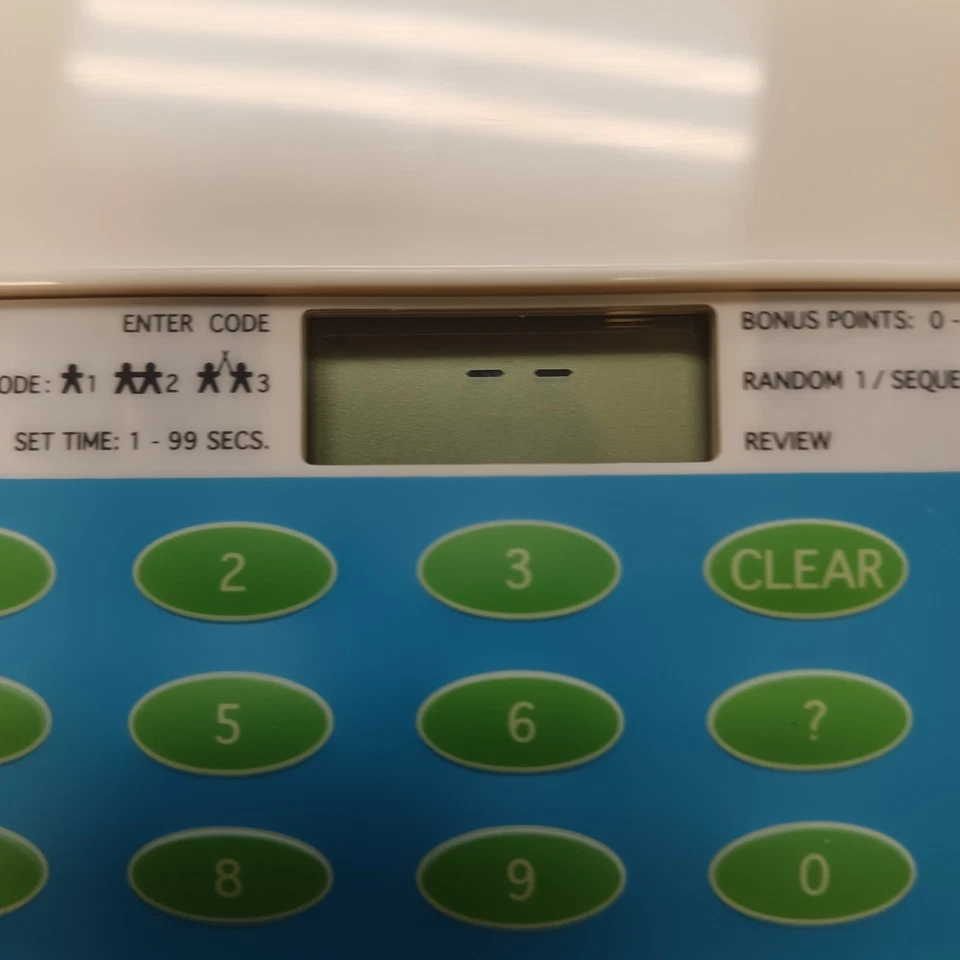 ENTER CODE
ODE: 1 2 3
SET TIME: 1 - 99 SECS.
- -
BONUS POINTS: 0 -
RANDOM 1 / SEQUE
REVIEW
2 3 CLEAR
5 6 ?
8 9 0